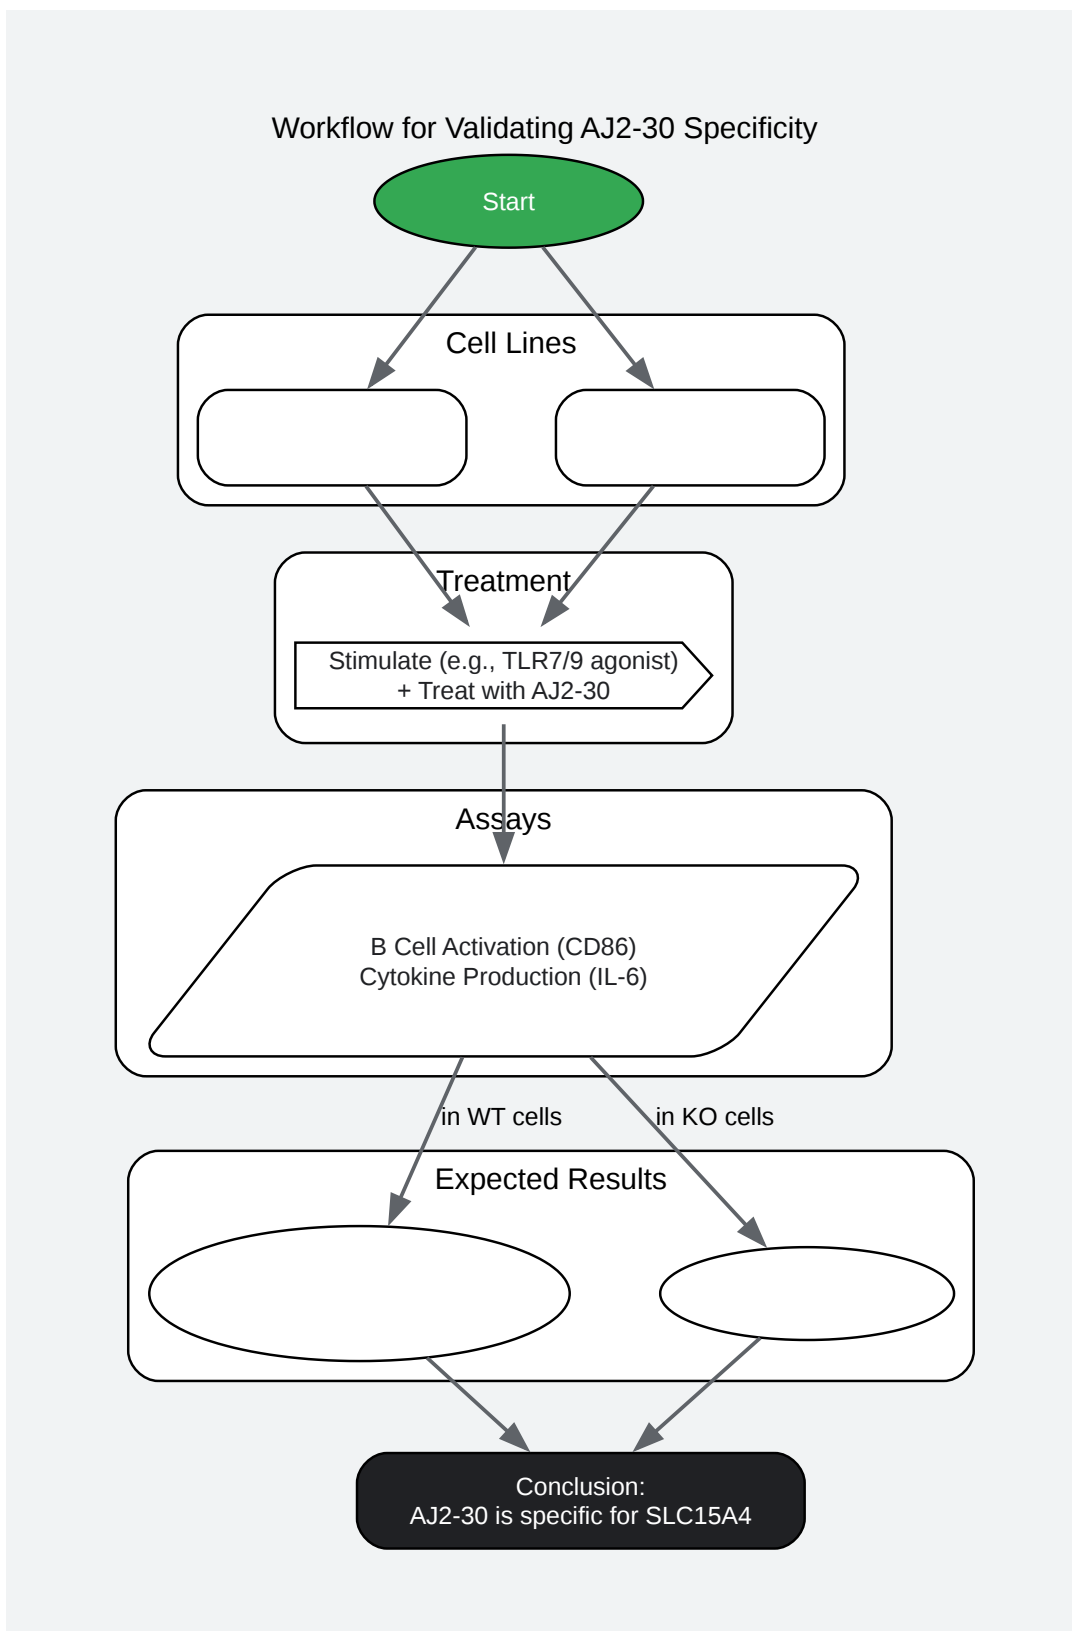 Workflow for Validating AJ2-30 Specificity
Start
Cell Lines
Treatment
Stimulate (e.g., TLR7/9 agonist)
+ Treat with AJ2-30
Assays
B Cell Activation (CD86)
Cytokine Production (IL-6)
in WT cells
in KO cells
Expected Results
Conclusion:
AJ2-30 is specific for SLC15A4